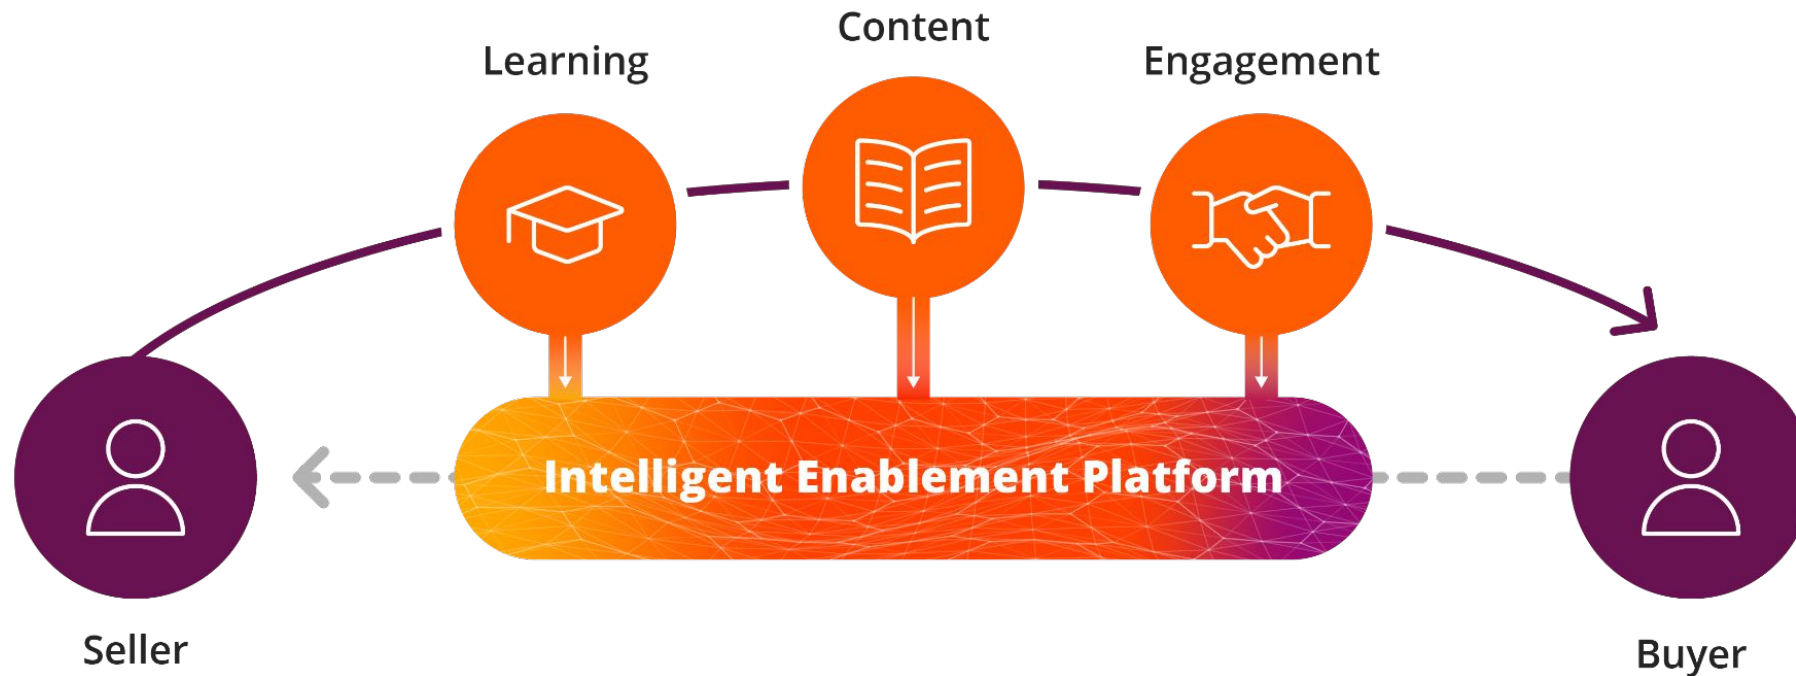 Content
Learning
Engagement
Intelligent Enablement Platform
Seller
Buyer